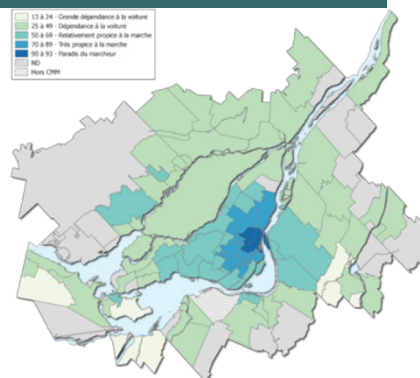 13 à 24 - Grande dépendance à la voiture
25 à 49 - Dépendance à la voiture
50 à 69 - Relativement propice à la marche
70 à 89 - Très propice à la marche
90 à 93 - Paradis du marcheur
ND
Hors CMM